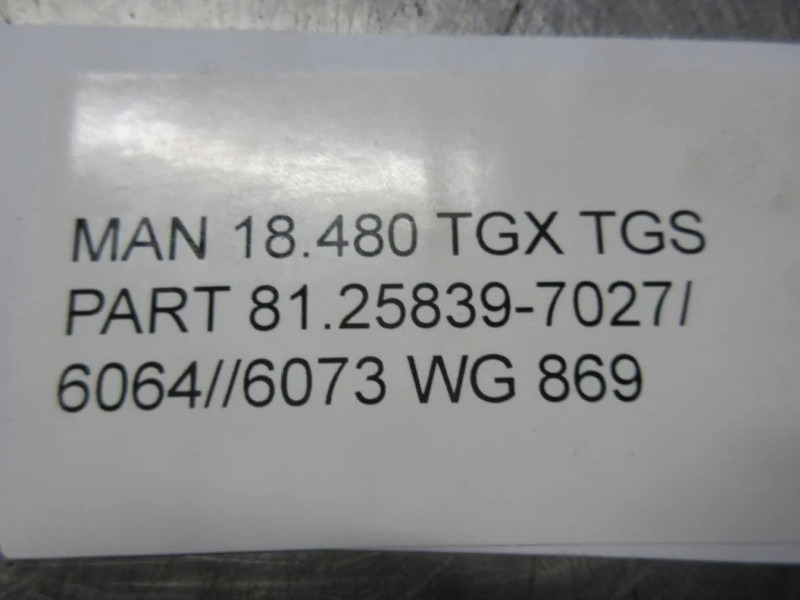 MAN 18.480 TGX TGS
PART 81.25839-7027/
6064//6073 WG 869